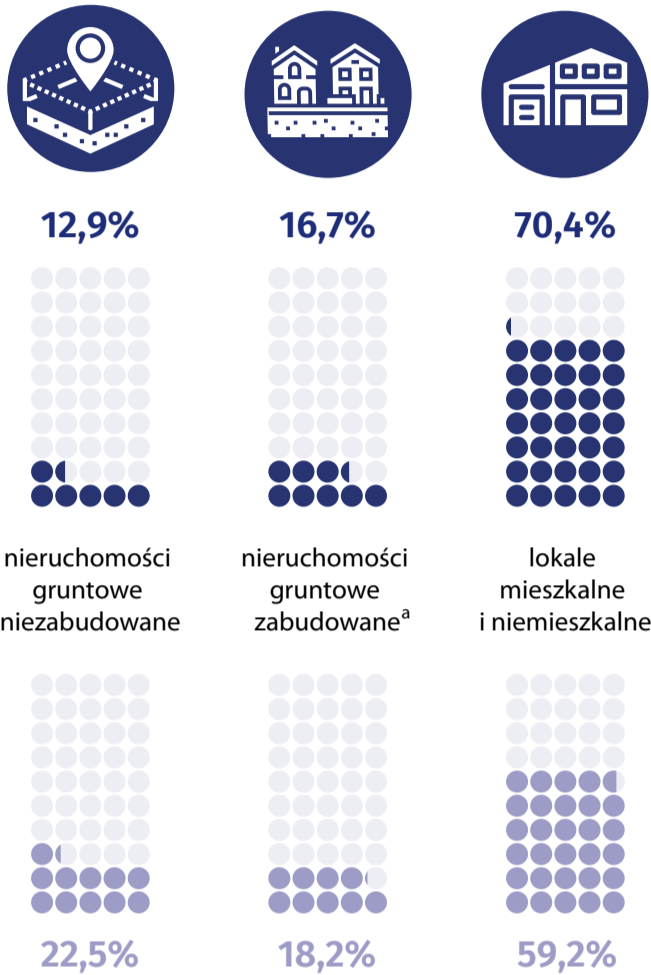 12,9%
16,7%
70,4%
nieruchomości
gruntowe
niezabudowane
nieruchomości
gruntowe
zabudowaneᵃ
lokale
mieszkalne
i niemieszkalne
22,5%
18,2%
59,2%